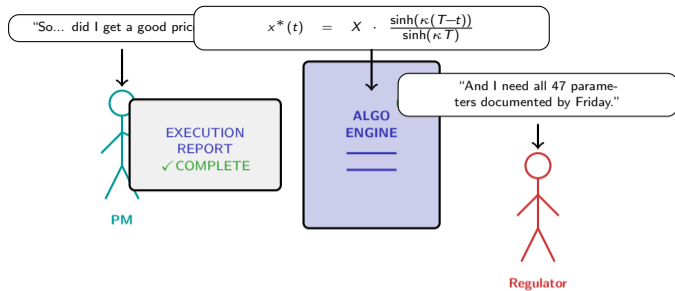 "So... did I get a good pric
x*(t) = X · sinh(κ(T−t)) / sinh(κT)
"And I need all 47 parame-
ters documented by Friday."
ALGO
ENGINE
EXECUTION
REPORT
✓COMPLETE
PM
Regulator